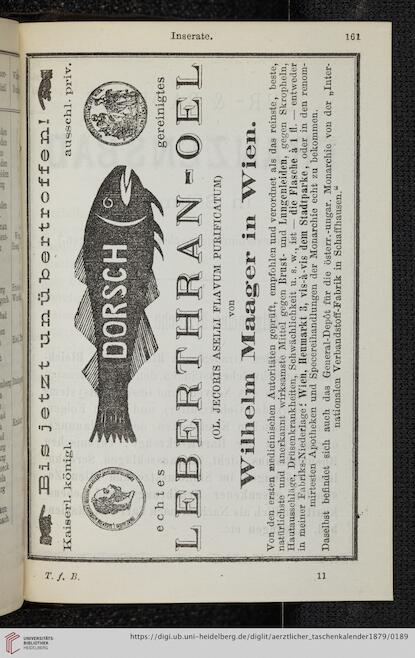 Inserate. 161
Bis jetzt unübertroffen!
Kaiserl. königl. ausschl. priv.
DORSCH
echtes gereinigtes
LEBERTHRAN-OEL
(OL. JECORIS ASELLI FLAVUM PURIFICATUM)
von
Wilhelm Maager in Wien.
Von den ersten medicinischen Autoritäten geprüft, empfohlen und verordnet als das reinste, beste,
natürlichste und anerkannt wirksamste Mittel gegen Brust- und Lungenleiden, gegen Skropheln,
Hautausschläge, Drüsenkrankheiten, Schwächlichkeit u. s. w., ist — die Flasche à 1 fl. — entweder
in meiner Fabriks-Niederlage: Wien, Heumarkt 3, vis-à-vis dem Stadtparke, oder in den renom-
mirtesten Apotheken und Specereihandlungen der Monarchie echt zu bekommen.
Daselbst befindet sich auch das General-Depôt für die österr.-ungar. Monarchie von der „Inter-
nationalen Verbandstoff-Fabrik in Schaffhausen.“
T. f. B. 11
UNIVERSITÄTS-
BIBLIOTHEK
HEIDELBERG
https://digi.ub.uni-heidelberg.de/diglit/aerztlicher_taschenkalender1879/0189